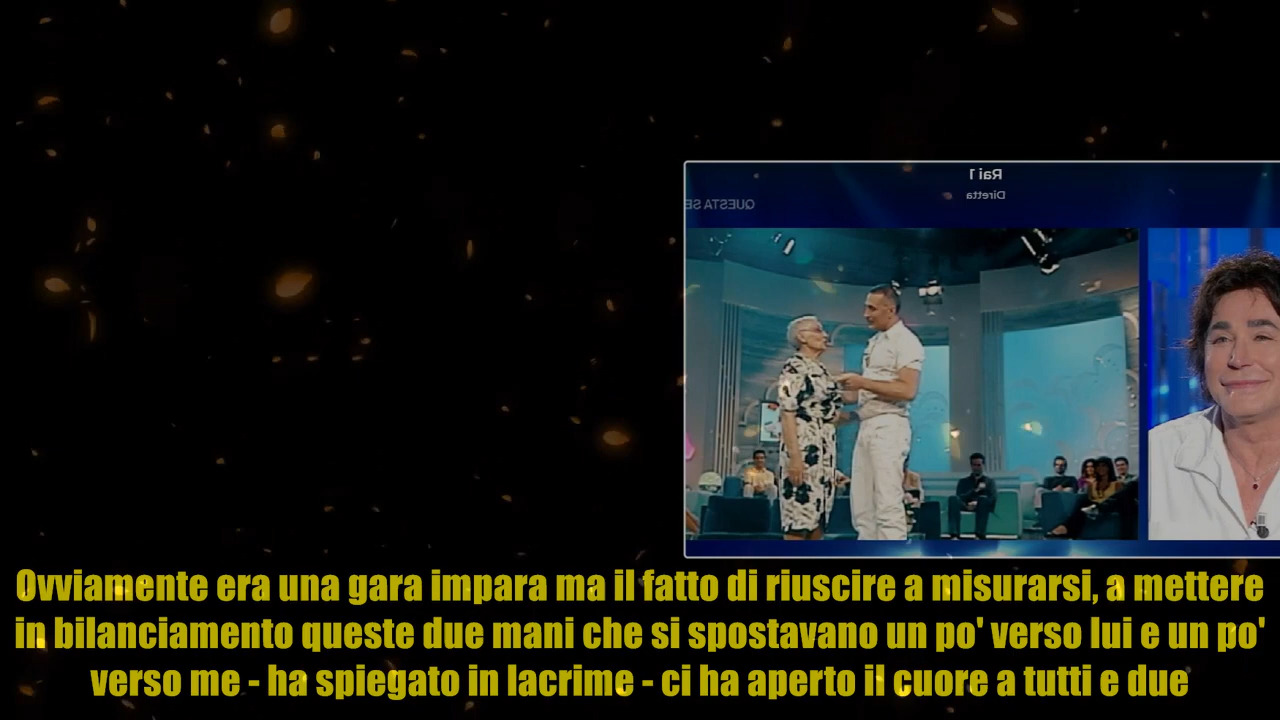 Rai 1
Diretta
QUESTA SE
Ovviamente era una gara impara ma il fatto di riuscire a misurarsi, a mettere
in bilanciamento queste due mani che si spostavano un po' verso lui e un po'
verso me - ha spiegato in lacrime - ci ha aperto il cuore a tutti e due